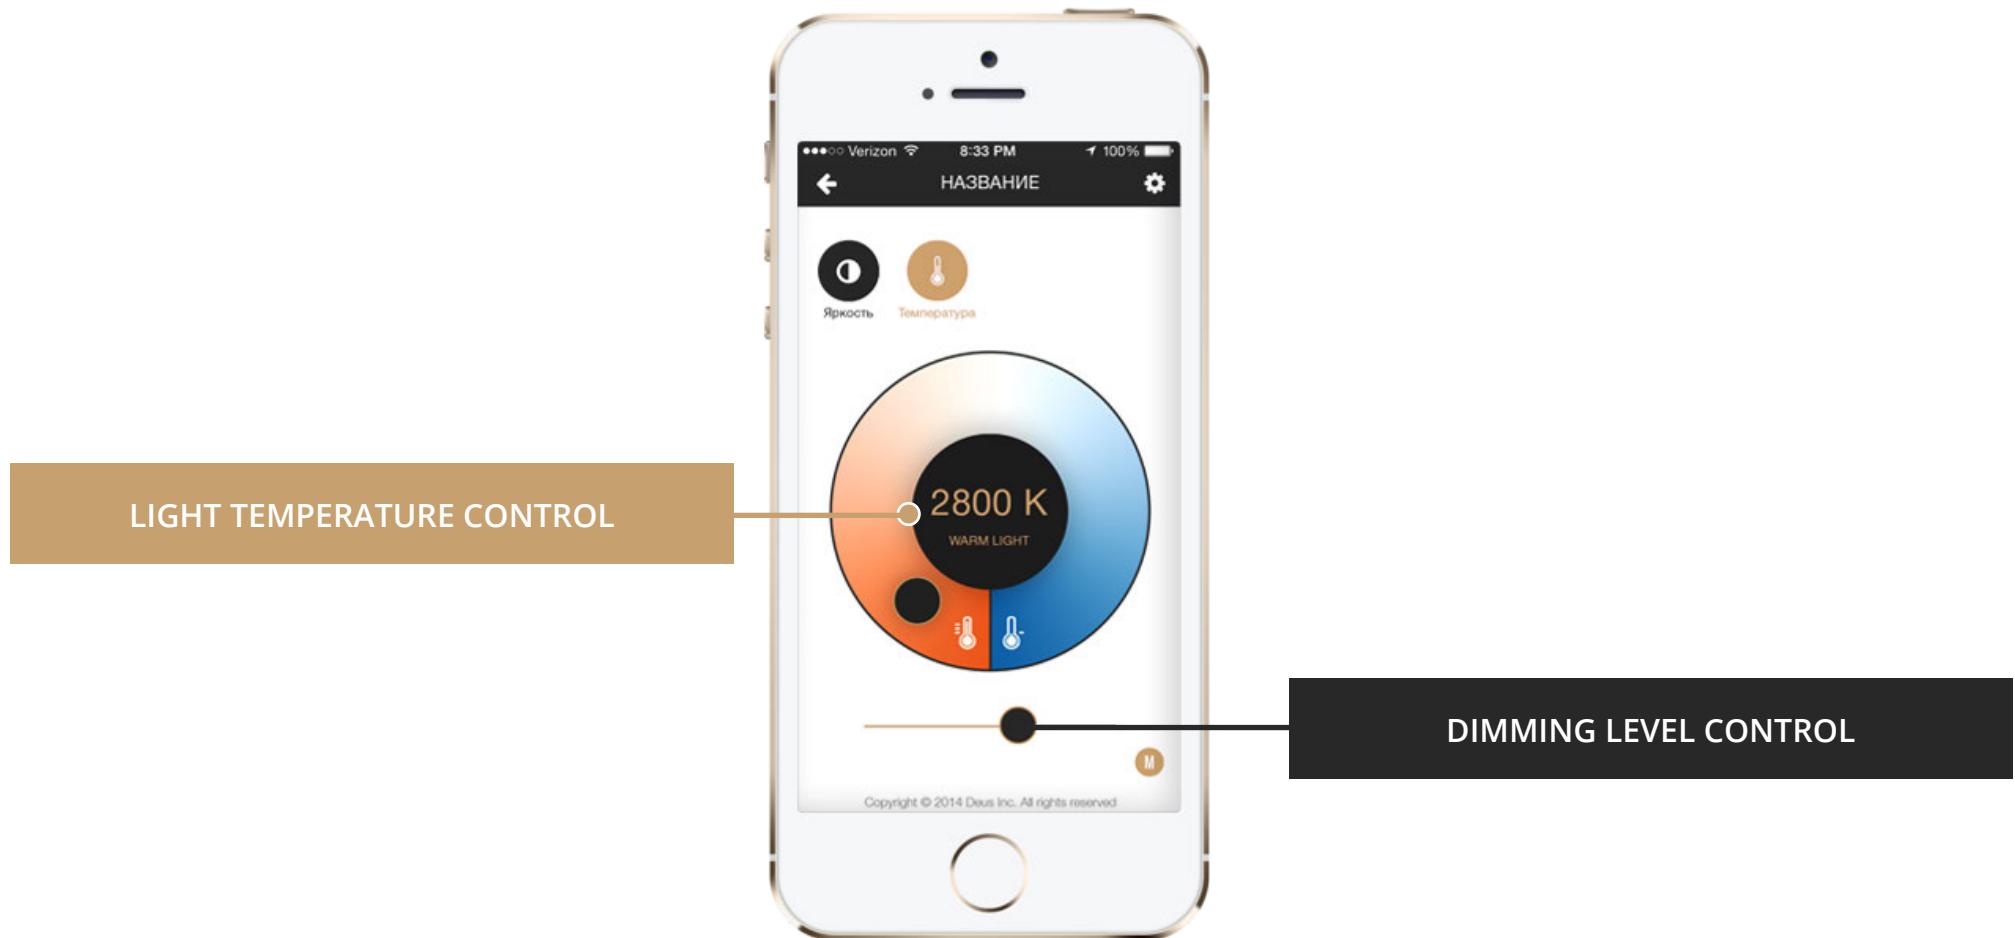 Verizon 8:33 PM 100%
НАЗВАНИЕ
Яркость Температура
2800 K
WARM LIGHT
LIGHT TEMPERATURE CONTROL
DIMMING LEVEL CONTROL
M
Copyright © 2014 Deus Inc. All rights reserved